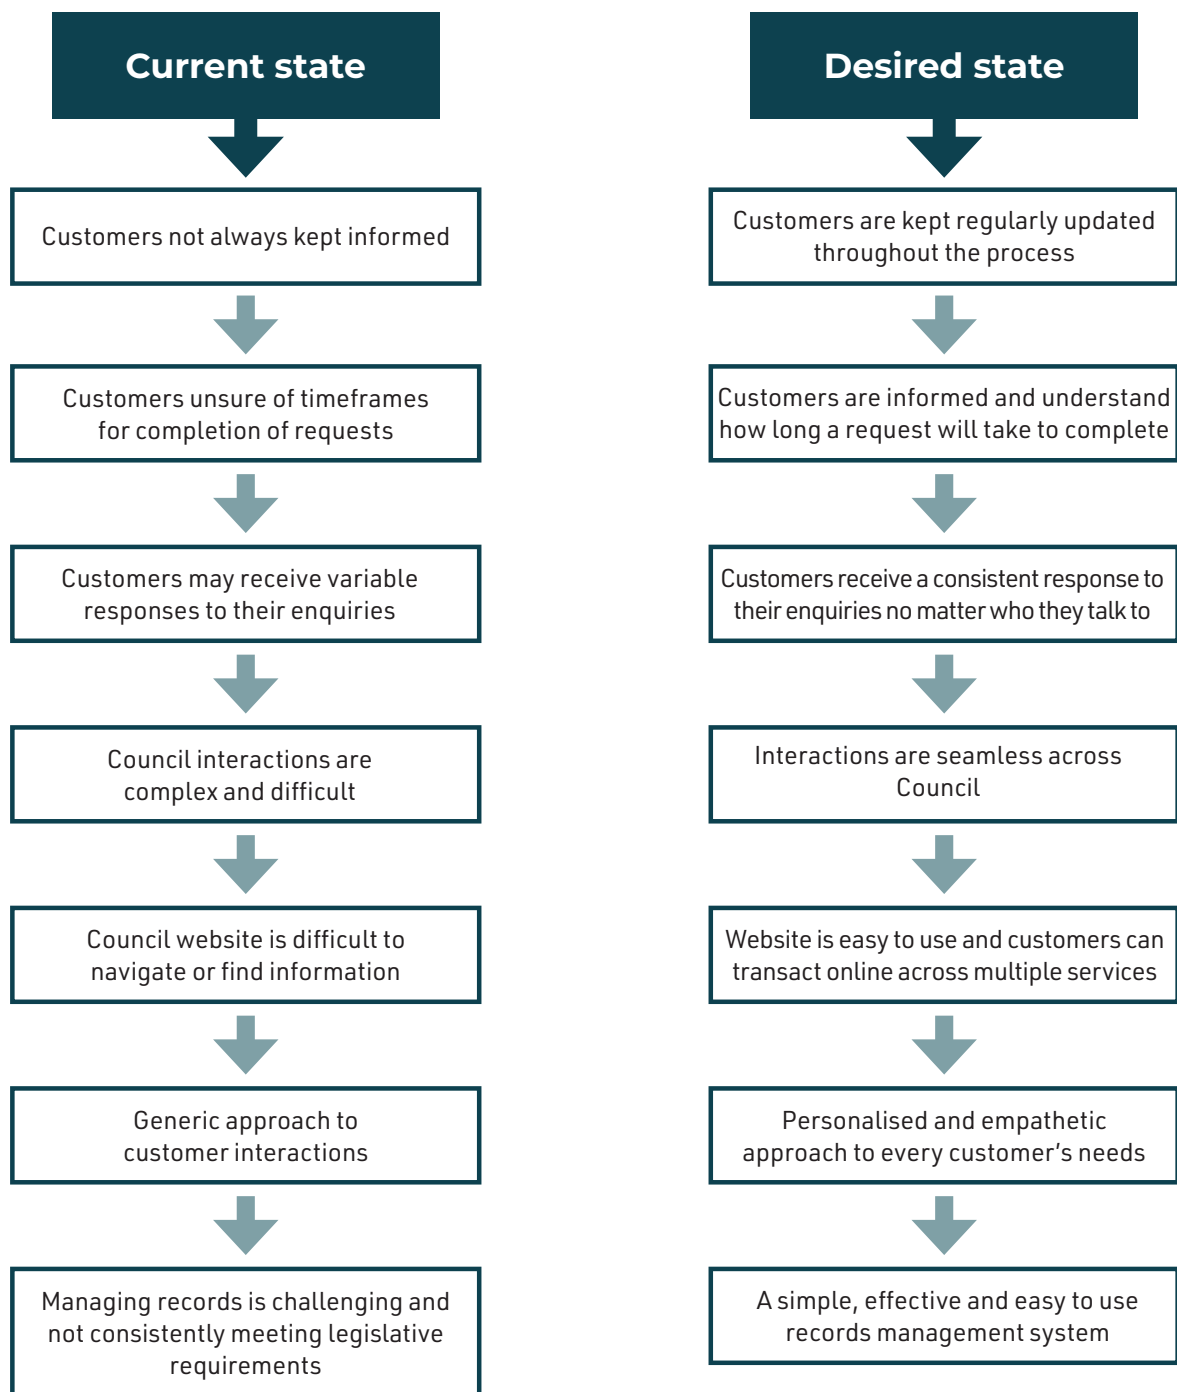 Current state
Customers not always kept informed
Customers unsure of timeframes
for completion of requests
Customers may receive variable
responses to their enquiries
Council interactions are
complex and difficult
Council website is difficult to
navigate or find information
Generic approach to
customer interactions
Managing records is challenging and
not consistently meeting legislative
requirements
Desired state
Customers are kept regularly updated
throughout the process
Customers are informed and understand
how long a request will take to complete
Customers receive a consistent response to
their enquiries no matter who they talk to
Interactions are seamless across
Council
Website is easy to use and customers can
transact online across multiple services
Personalised and empathetic
approach to every customer’s needs
A simple, effective and easy to use
records management system